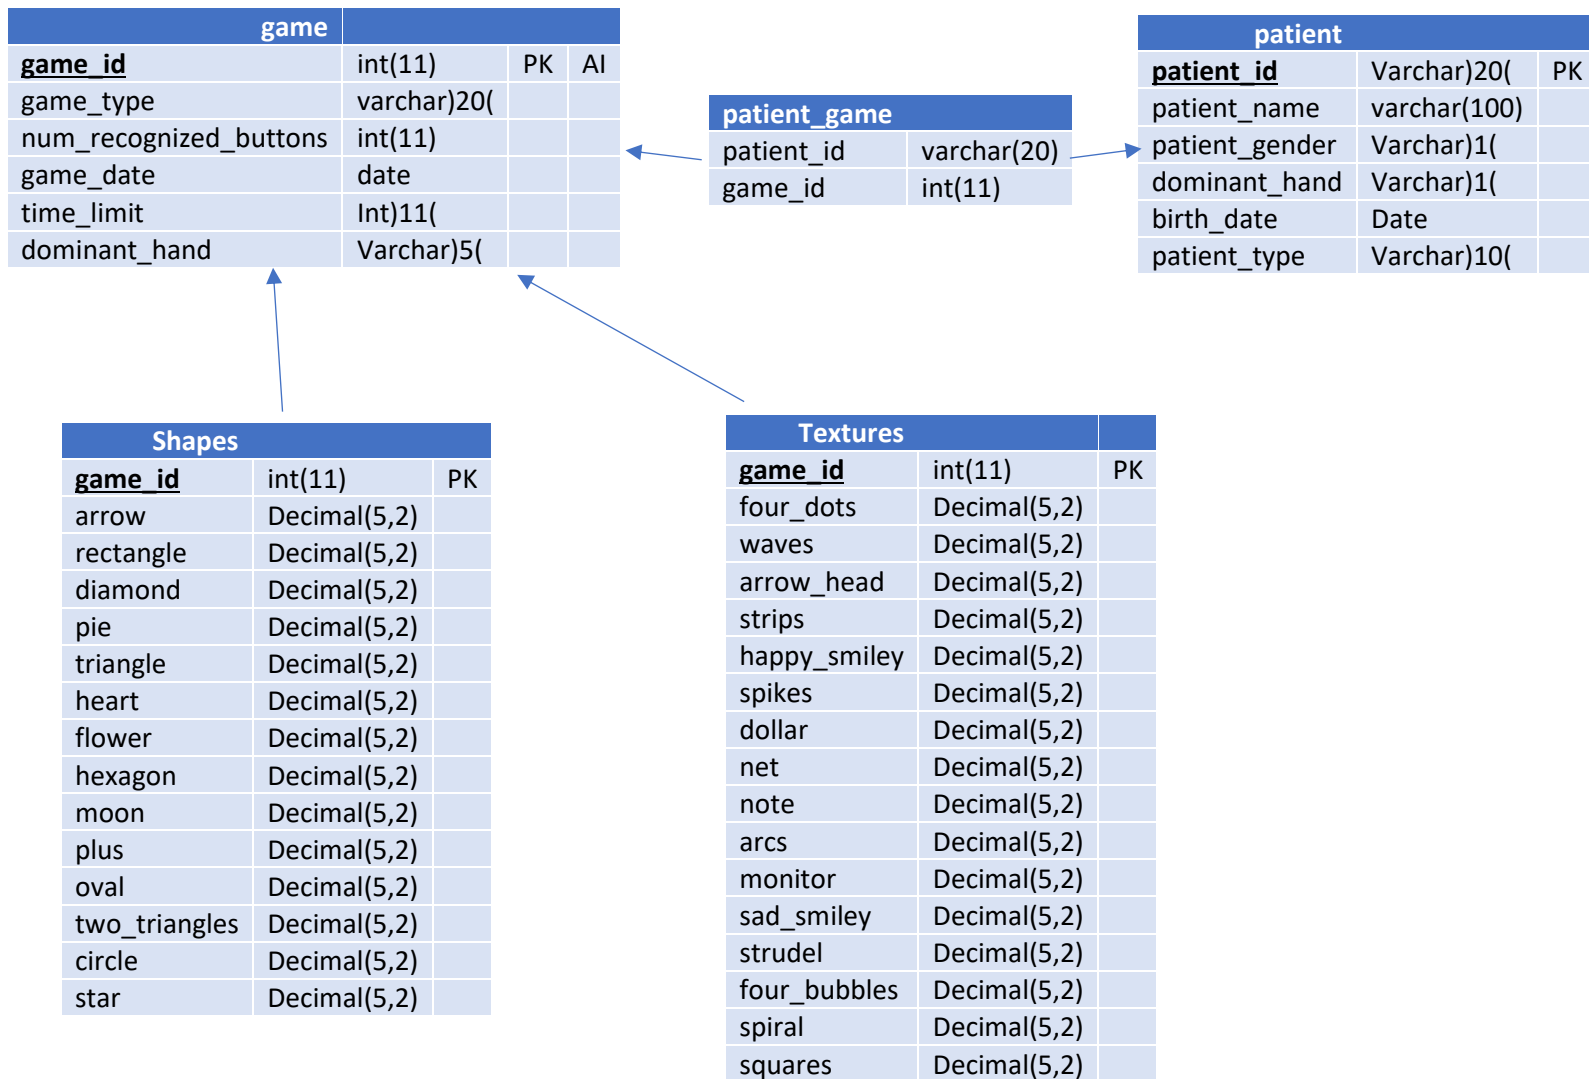 game
game_id int(11) PK AI
game_type varchar)20(
num_recognized_buttons int(11)
game_date date
time_limit Int)11(
dominant_hand Varchar)5(
patient_game
patient_id varchar(20)
game_id int(11)
patient
patient_id Varchar)20( PK
patient_name varchar(100)
patient_gender Varchar)1(
dominant_hand Varchar)1(
birth_date Date
patient_type Varchar)10(
Shapes
game_id int(11) PK
arrow Decimal(5,2)
rectangle Decimal(5,2)
diamond Decimal(5,2)
pie Decimal(5,2)
triangle Decimal(5,2)
heart Decimal(5,2)
flower Decimal(5,2)
hexagon Decimal(5,2)
moon Decimal(5,2)
plus Decimal(5,2)
oval Decimal(5,2)
two_triangles Decimal(5,2)
circle Decimal(5,2)
star Decimal(5,2)
Textures
game_id int(11) PK
four_dots Decimal(5,2)
waves Decimal(5,2)
arrow_head Decimal(5,2)
strips Decimal(5,2)
happy_smiley Decimal(5,2)
spikes Decimal(5,2)
dollar Decimal(5,2)
net Decimal(5,2)
note Decimal(5,2)
arcs Decimal(5,2)
monitor Decimal(5,2)
sad_smiley Decimal(5,2)
strudel Decimal(5,2)
four_bubbles Decimal(5,2)
spiral Decimal(5,2)
squares Decimal(5,2)